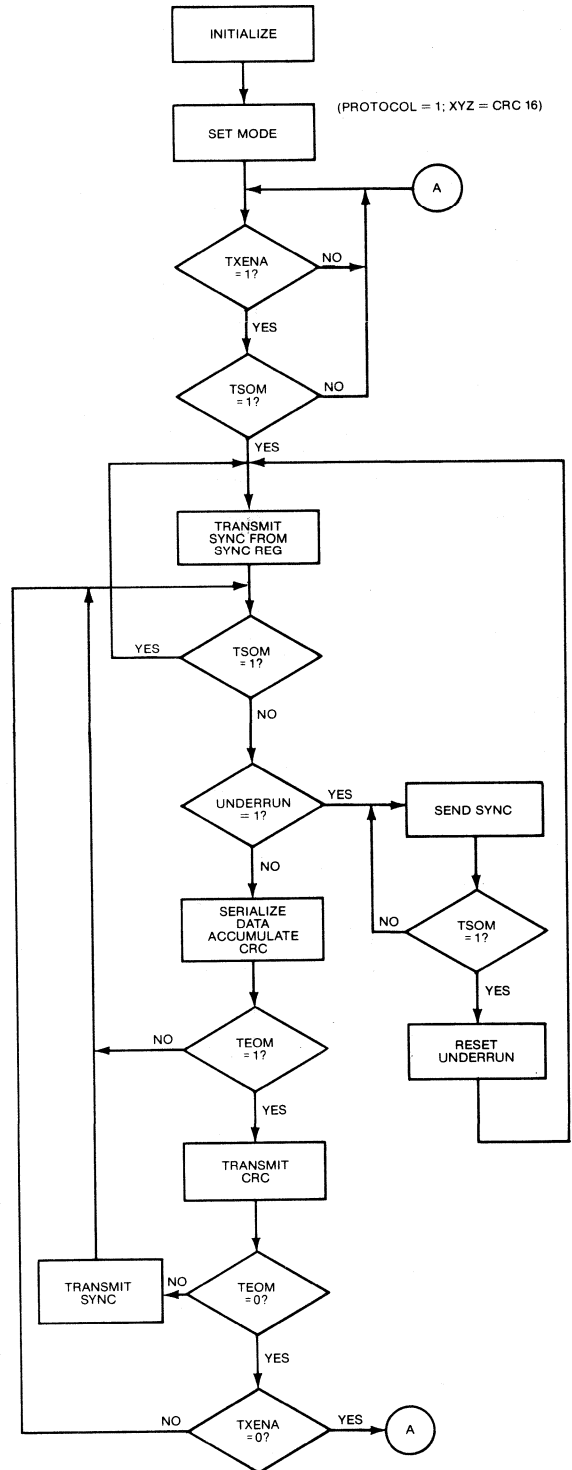 INITIALIZE
(PROTOCOL = 1; XYZ = CRC 16)
SET MODE
A
TXENA
= 1?
NO
YES
TSOM
= 1?
NO
YES
TRANSMIT
SYNC FROM
SYNC REG
TSOM
= 1?
YES
NO
UNDERRUN
= 1?
YES
SEND SYNC
NO
SERIALIZE
DATA
ACCUMULATE
CRC
TSOM
= 1?
NO
YES
RESET
UNDERRUN
TEOM
= 1?
NO
YES
TRANSMIT
CRC
TEOM
= 0?
NO
TRANSMIT
SYNC
YES
TXENA
= 0?
NO
YES
A